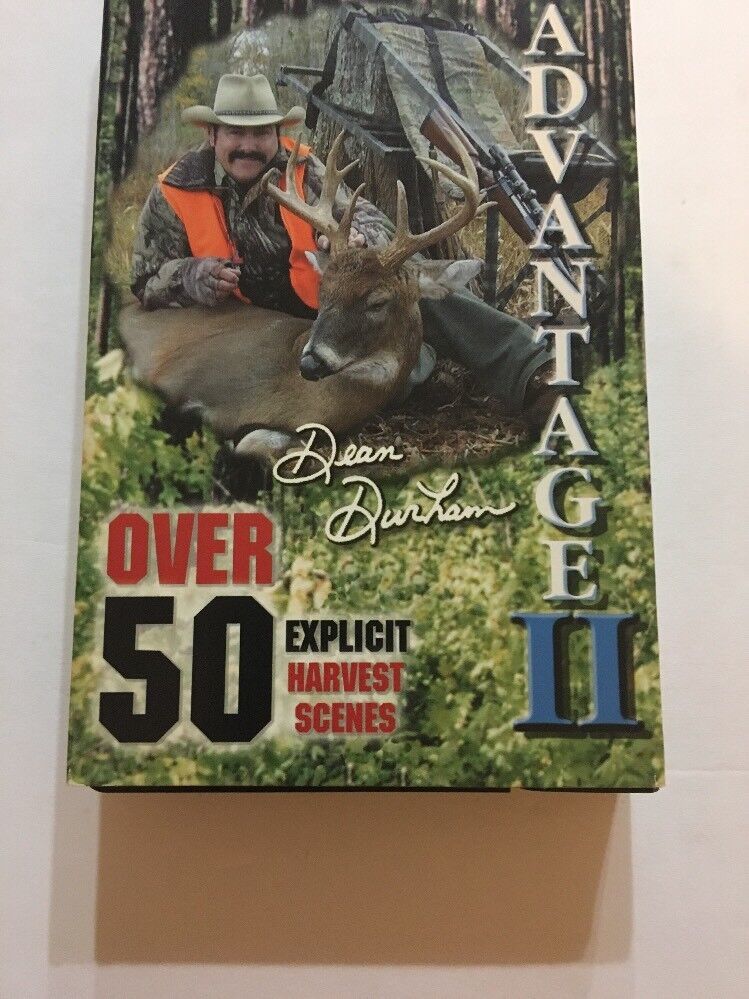 ADVANTAGE
II
Dean
Durham
OVER
50
EXPLICIT
HARVEST
SCENES